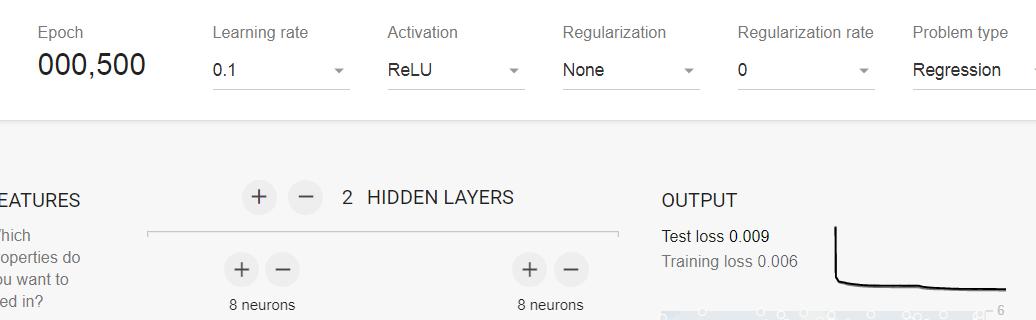 Epoch
000,500
Learning rate
0.1
Activation
ReLU
Regularization
None
Regularization rate
0
Problem type
Regression
EATURES
hich
operties do
ou want to
ed in?
+ − 2 HIDDEN LAYERS
+ − + −
8 neurons 8 neurons
OUTPUT
Test loss 0.009
Training loss 0.006
6